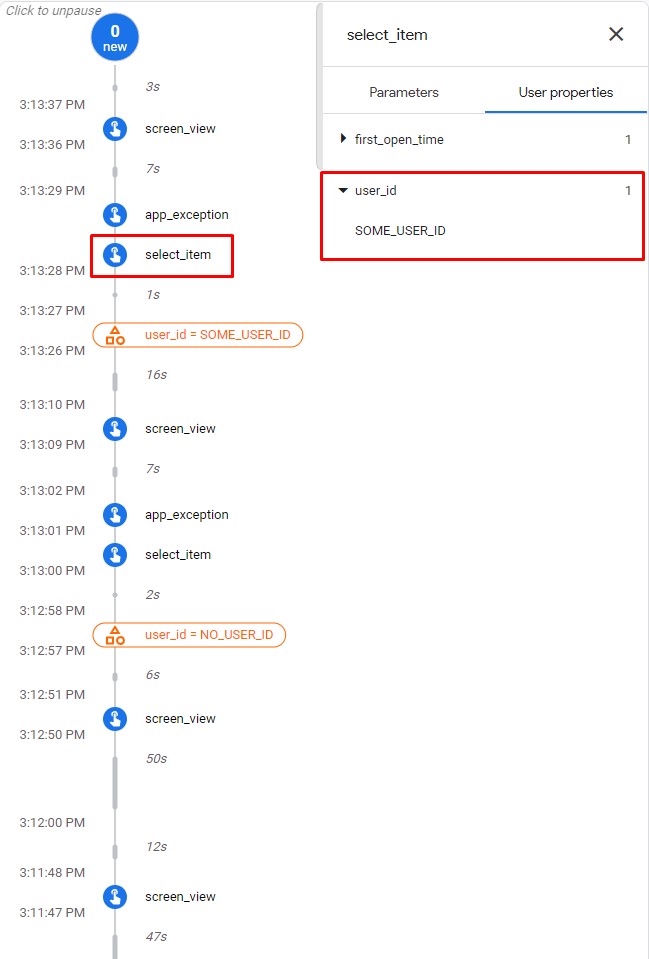 Click to unpause
0
new
3s
3:13:37 PM
screen_view
3:13:36 PM
7s
3:13:29 PM
app_exception
select_item
3:13:28 PM
1s
3:13:27 PM
user_id = SOME_USER_ID
3:13:26 PM
16s
3:13:10 PM
screen_view
3:13:09 PM
7s
3:13:02 PM
app_exception
3:13:01 PM
select_item
3:13:00 PM
2s
3:12:58 PM
user_id = NO_USER_ID
3:12:57 PM
6s
3:12:51 PM
screen_view
3:12:50 PM
50s
3:12:00 PM
12s
3:11:48 PM
screen_view
3:11:47 PM
47s
select_item
Parameters User properties
first_open_time 1
user_id 1
SOME_USER_ID